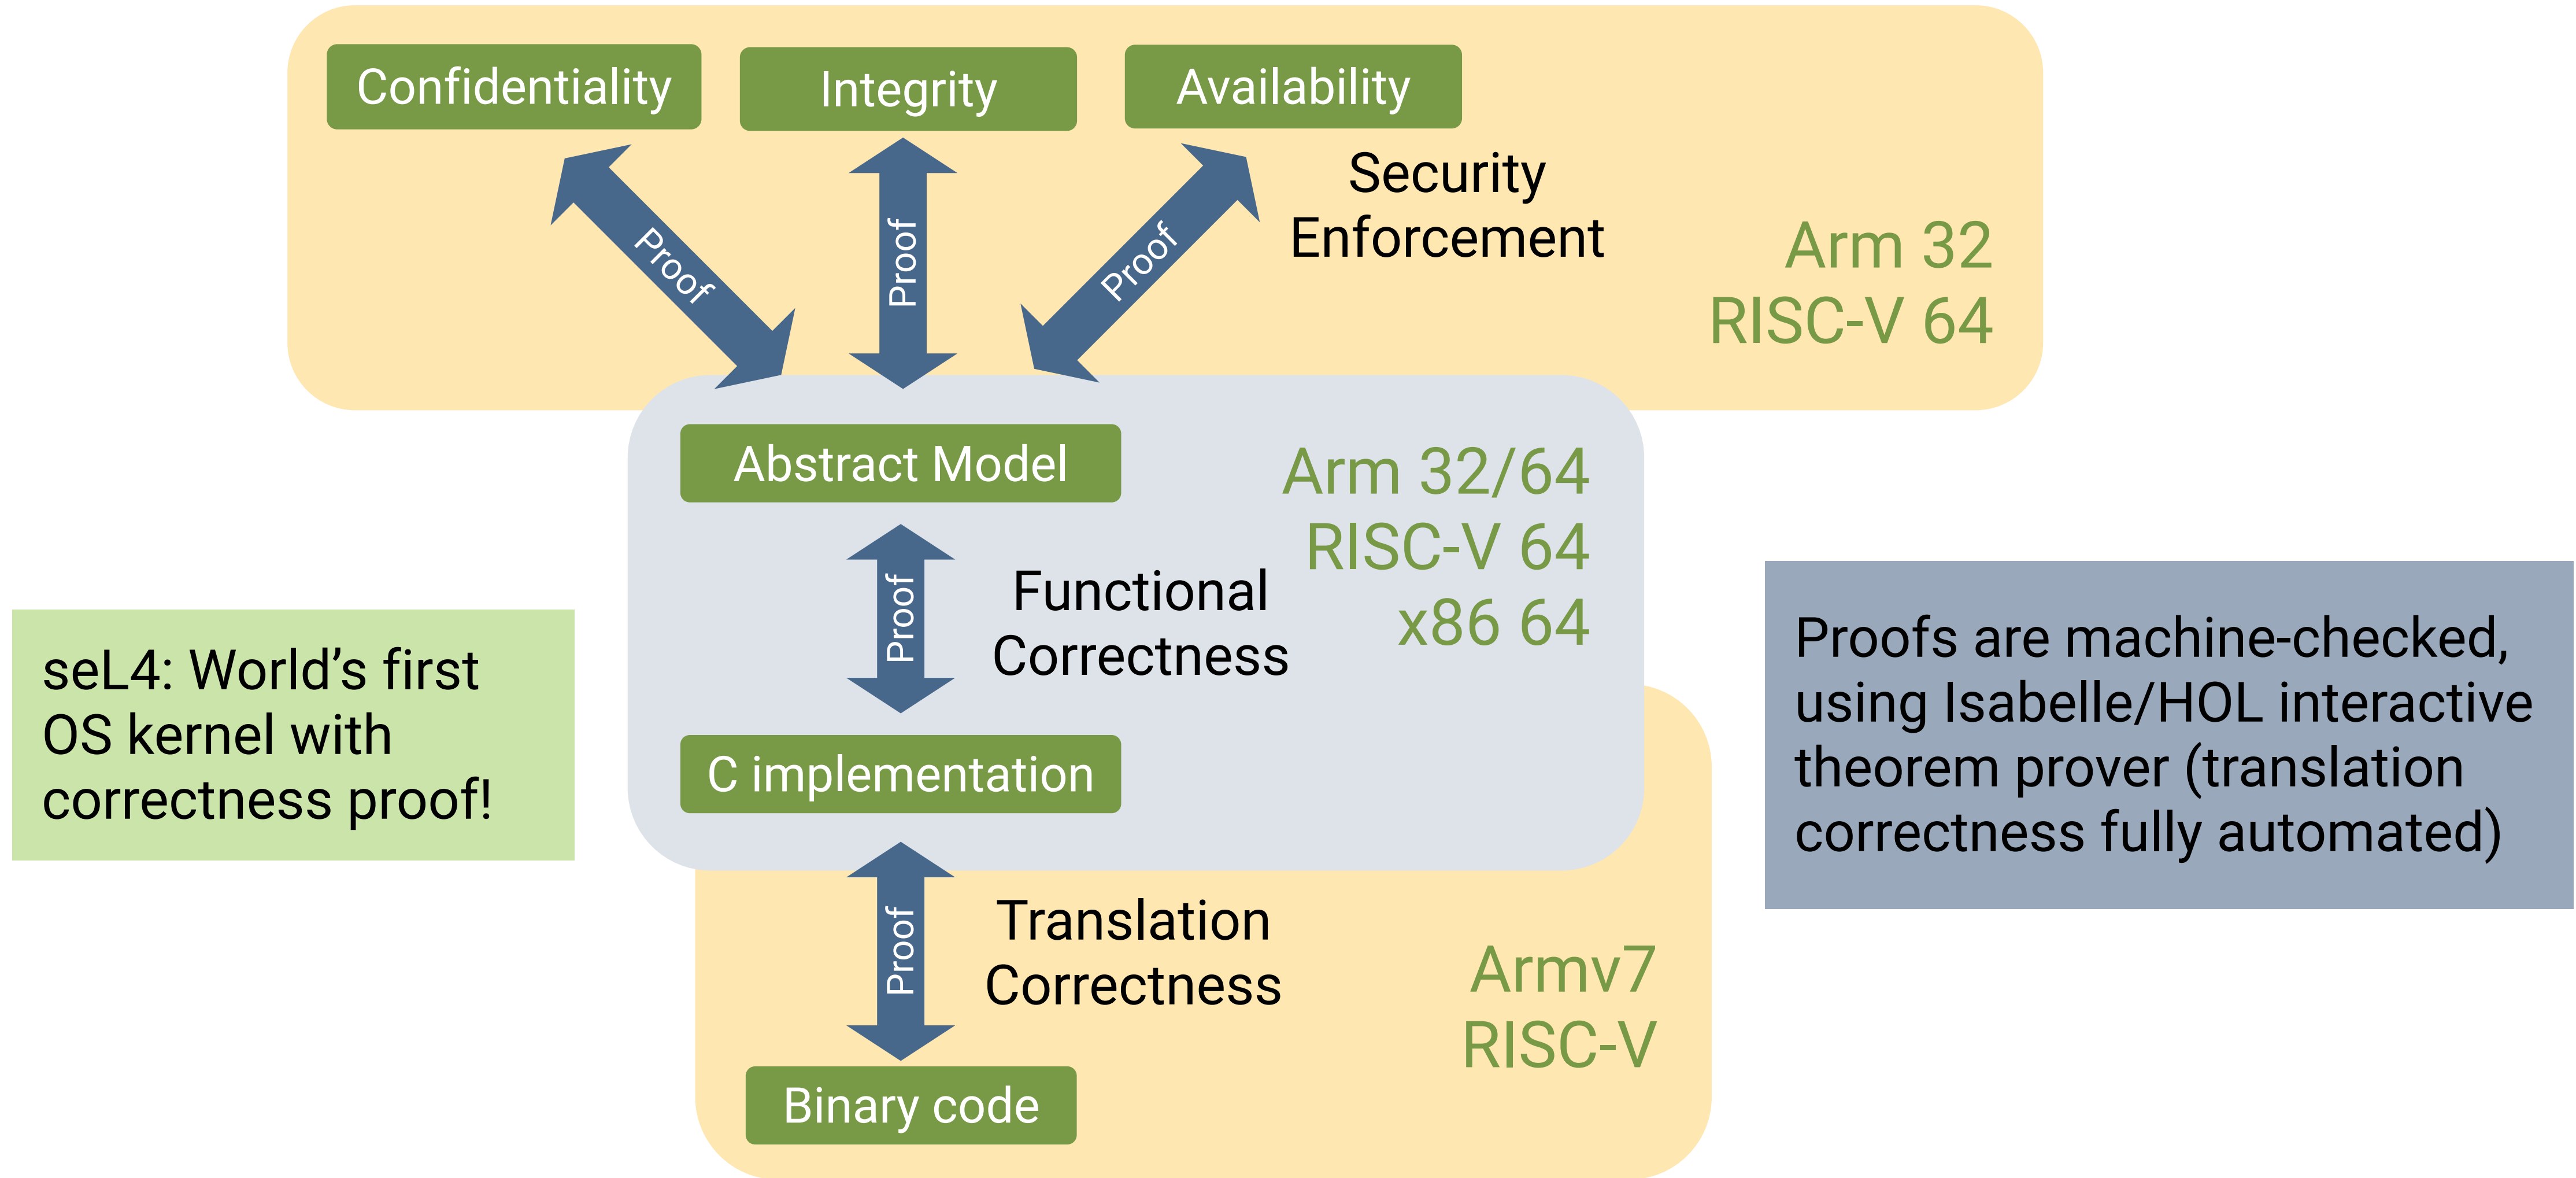 Confidentiality
Integrity
Availability
Proof
Proof
Proof
Security
Enforcement
Arm 32
RISC-V 64
Abstract Model
Arm 32/64
RISC-V 64
x86 64
Proof
Functional
Correctness
C implementation
seL4: World’s first
OS kernel with
correctness proof!
Proofs are machine-checked,
using Isabelle/HOL interactive
theorem prover (translation
correctness fully automated)
Proof
Translation
Correctness
Armv7
RISC-V
Binary code